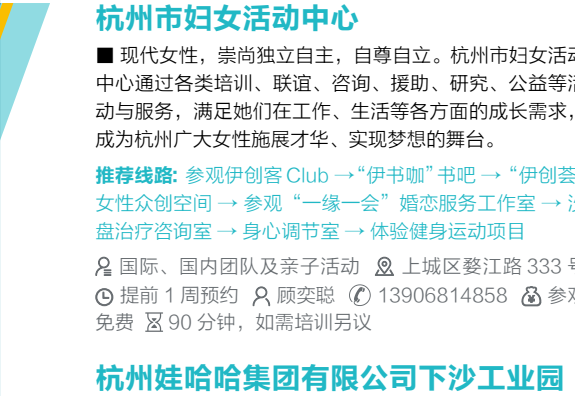 杭州市妇女活动中心
■ 现代女性，崇尚独立自主，自尊自立。杭州市妇女活动
中心通过各类培训、联谊、咨询、援助、研究、公益等活
动与服务，满足她们在工作、生活等各方面的成长需求，
成为杭州广大女性施展才华、实现梦想的舞台。
推荐线路: 参观伊创客 Club →“伊书咖” 书吧 → “伊创荟
女性众创空间 → 参观“一缘一会”婚恋服务工作室 →
盘治疗咨询室 → 身心调节室 → 体验健身运动项目
国际、国内团队及亲子活动 上城区婺江路 333 号
提前 1 周预约 顾奕聪 13906814858 参观
免费 90 分钟，如需培训另议
杭州娃哈哈集团有限公司下沙工业园